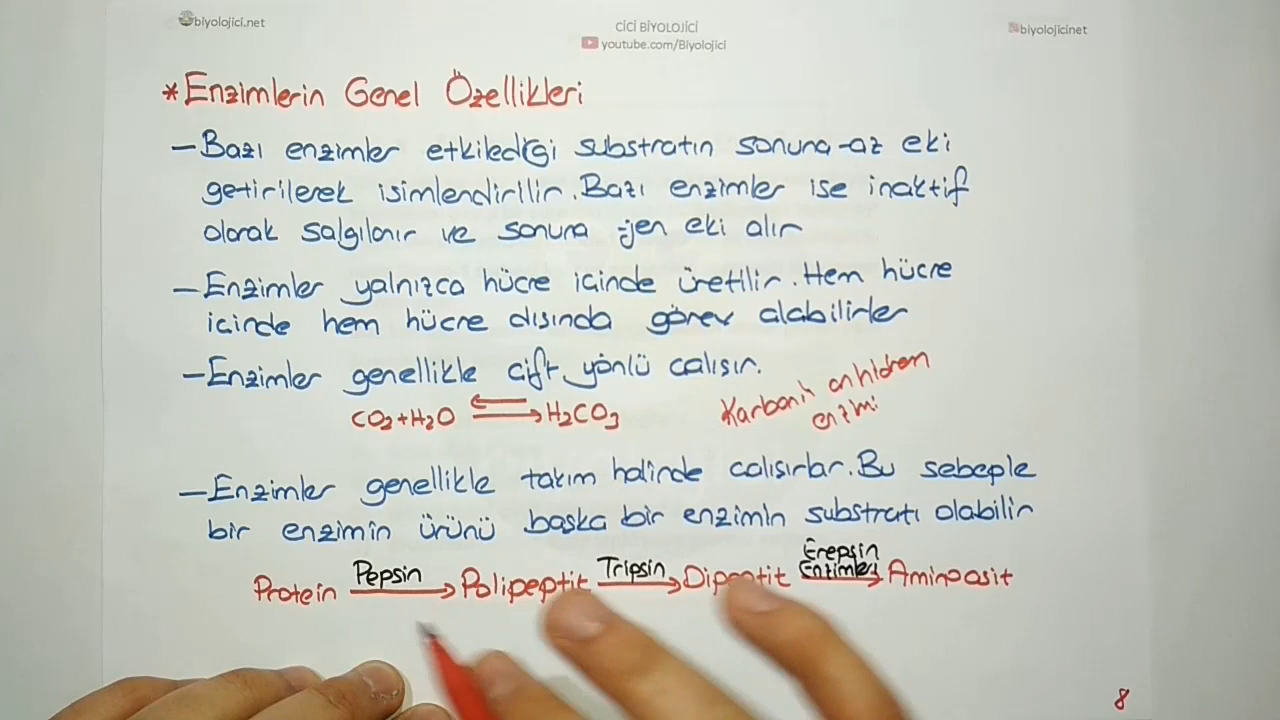 biyolojici.net
CİCİ BİYOLOJİCİ
youtube.com/Biyolojici
biyolojicinet
*Enzimlerin Genel Özellikleri
-Bazı enzimler etkilediği substratın sonuna -az eki
getirilerek isimlendirilir. Bazı enzimler ise inaktif
olarak salgılanır ve sonuna -jen eki alır
-Enzimler yalnızca hücre içinde üretilir. Hem hücre
içinde hem hücre dışında görev alabilirler
-Enzimler genellikle çift yönlü çalışır.
CO2+H2O ⇌ H2CO3
Karbonik anhidraz
enzimi
-Enzimler genellikle takım halinde çalışırlar. Bu sebeple
bir enzimin ürünü başka bir enzimin substratı olabilir
Protein Pepsin → Polipeptit Tripsin → Dipeptit Erepsin Enzimleri → Aminoasit
8